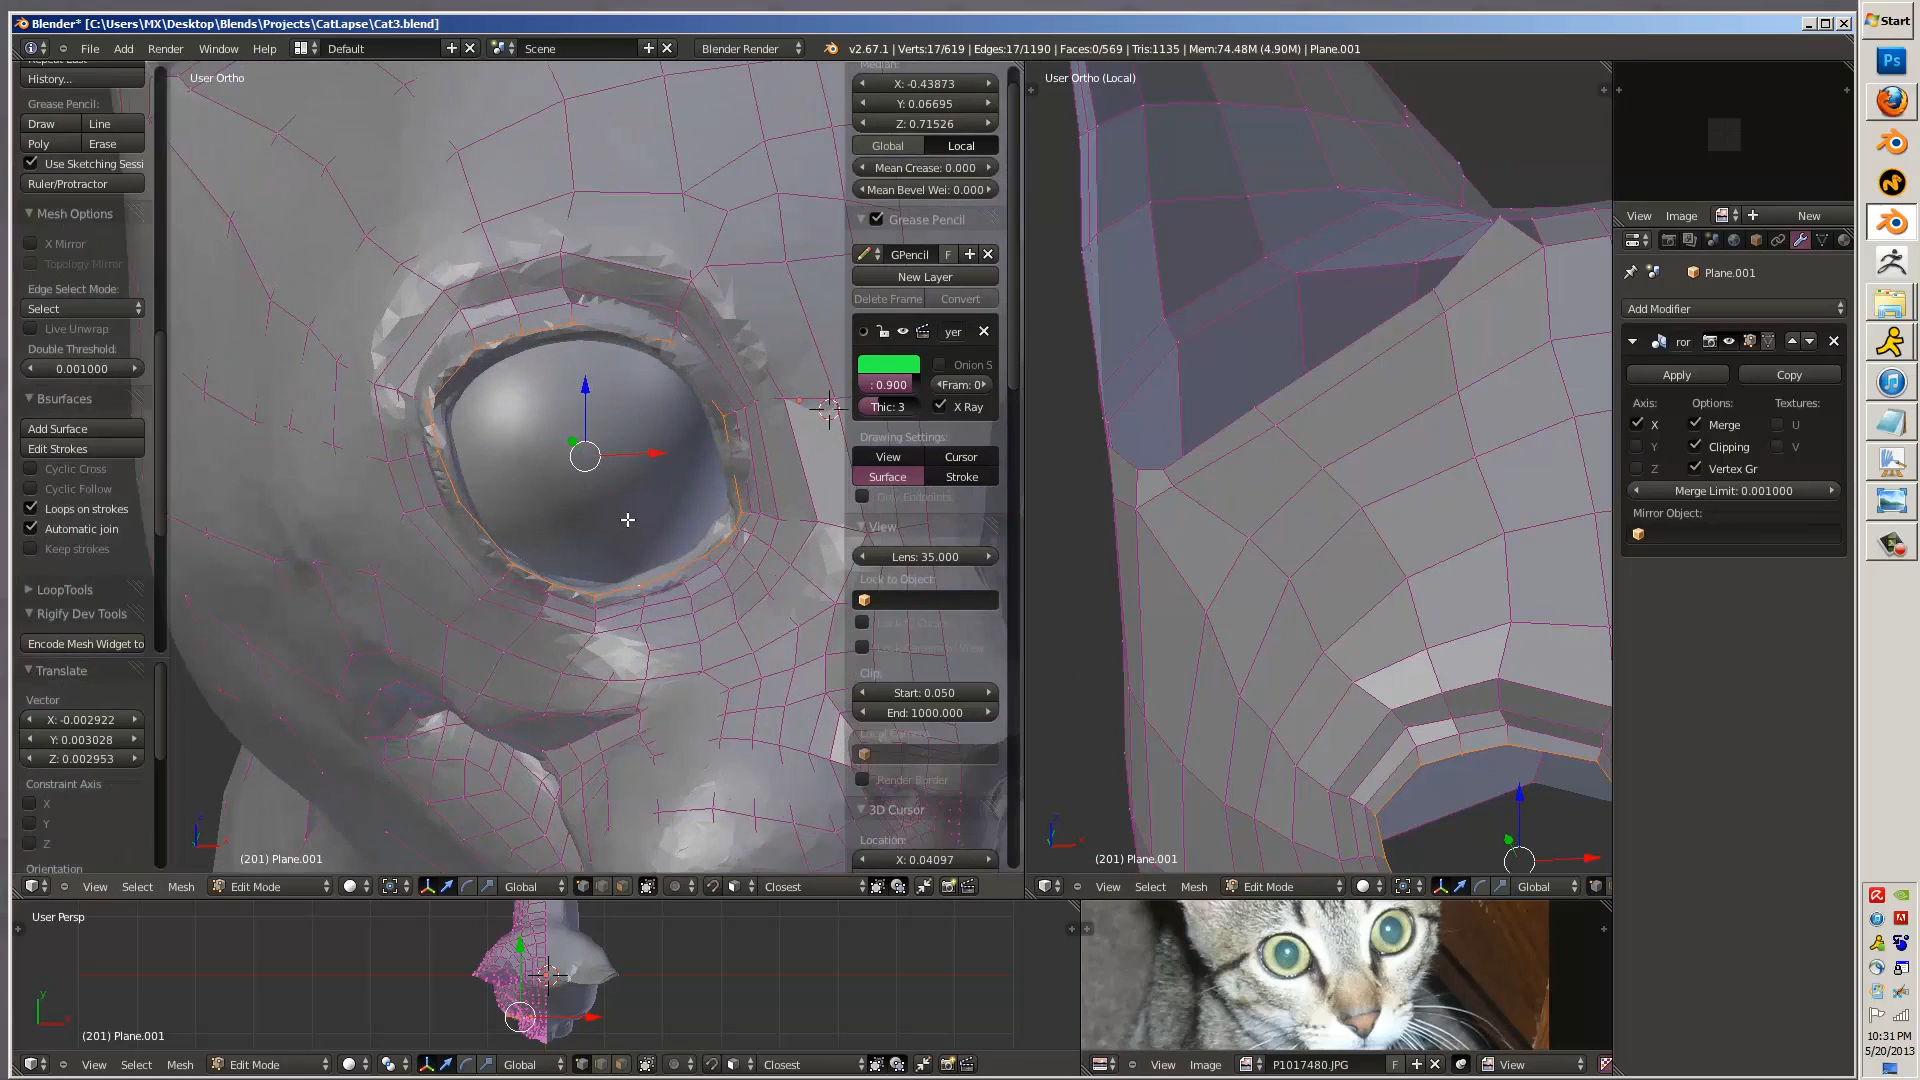 Blender* [C:\Users\MX\Desktop\Blends\Projects\CatLapse\Cat3.blend]
File Add Render Window Help Default Scene Blender Render v2.67.1 | Verts:17/619 | Edges:17/1190 | Faces:0/569 | Tris:1135 | Mem:74.48M (4.90M) | Plane.001
Start
Repeat Last
History...
Grease Pencil:
Draw Line
Poly Erase
Use Sketching Sessi
Ruler/Protractor
Mesh Options
X Mirror
Topology Mirror
Edge Select Mode:
Select
Live Unwrap
Double Threshold:
0.001000
Bsurfaces
Add Surface
Edit Strokes
Cyclic Cross
Cyclic Follow
Loops on strokes
Automatic join
Keep strokes
LoopTools
Rigify Dev Tools
Encode Mesh Widget to
Translate
Vector
X: -0.002922
Y: 0.003028
Z: 0.002953
Constraint Axis
X
Y
Z
Orientation
User Ortho
(201) Plane.001
Median:
X: -0.43873
Y: 0.06695
Z: 0.71526
Global Local
Mean Crease: 0.000
Mean Bevel Wei: 0.000
Grease Pencil
GPencil F
New Layer
Delete Frame Convert
yer
Onion S
: 0.900 Fram: 0
Thic: 3 X Ray
Drawing Settings:
View Cursor
Surface Stroke
Only Endpoints
View
Lens: 35.000
Lock to Object:
Clip:
Start: 0.050
End: 1000.000
Local Camera:
Render Border
3D Cursor
Location:
X: 0.04097
View Select Mesh Edit Mode Global Closest
User Ortho (Local)
(201) Plane.001
View Select Mesh Edit Mode Global
View Image New
Plane.001
Add Modifier
ror
Apply Copy
Axis: Options: Textures:
X Merge U
Y Clipping V
Z Vertex Gr
Merge Limit: 0.001000
Mirror Object:
User Persp
(201) Plane.001
View Select Mesh Edit Mode Global Closest
View Image P1017480.JPG F View
Ps
10:31 PM
5/20/2013